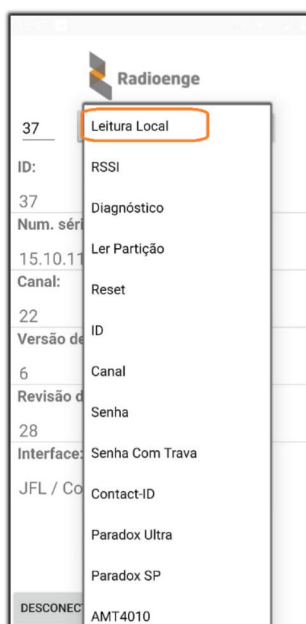 Radioenge
37
Leitura Local
RSSI
Diagnóstico
Ler Partição
Reset
ID
Canal
Senha
Senha Com Trava
Contact-ID
Paradox Ultra
Paradox SP
AMT4010
ID:
37
Num. séri
15.10.11
Canal:
22
Versão de
6
Revisão d
28
Interface:
JFL / Co
DESCONEC